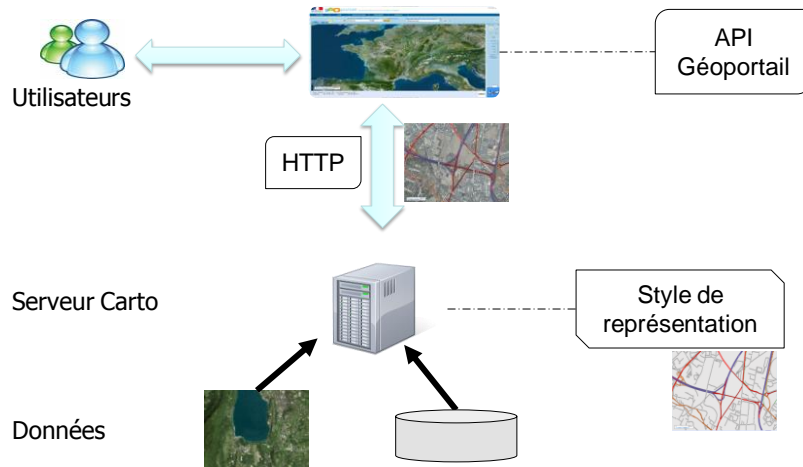 API
Géoportail
Utilisateurs
HTTP
Serveur Carto
Style de
représentation
Données